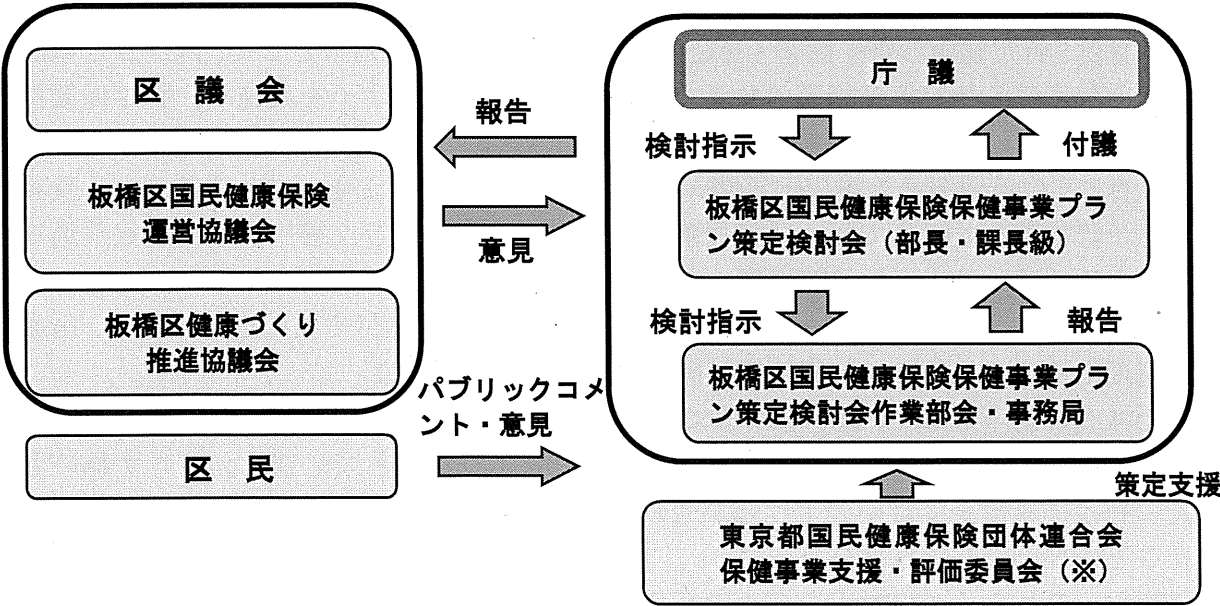 区 議 会
板橋区国民健康保険
運営協議会
板橋区健康づくり
推進協議会
区 民
報告
意見
パブリックコメ
ント・意見
庁 議
検討指示
付議
板橋区国民健康保険保健事業プラ
ン策定検討会（部長・課長級）
検討指示
報告
板橋区国民健康保険保健事業プラ
ン策定検討会作業部会・事務局
策定支援
東京都国民健康保険団体連合会
保健事業支援・評価委員会（※）